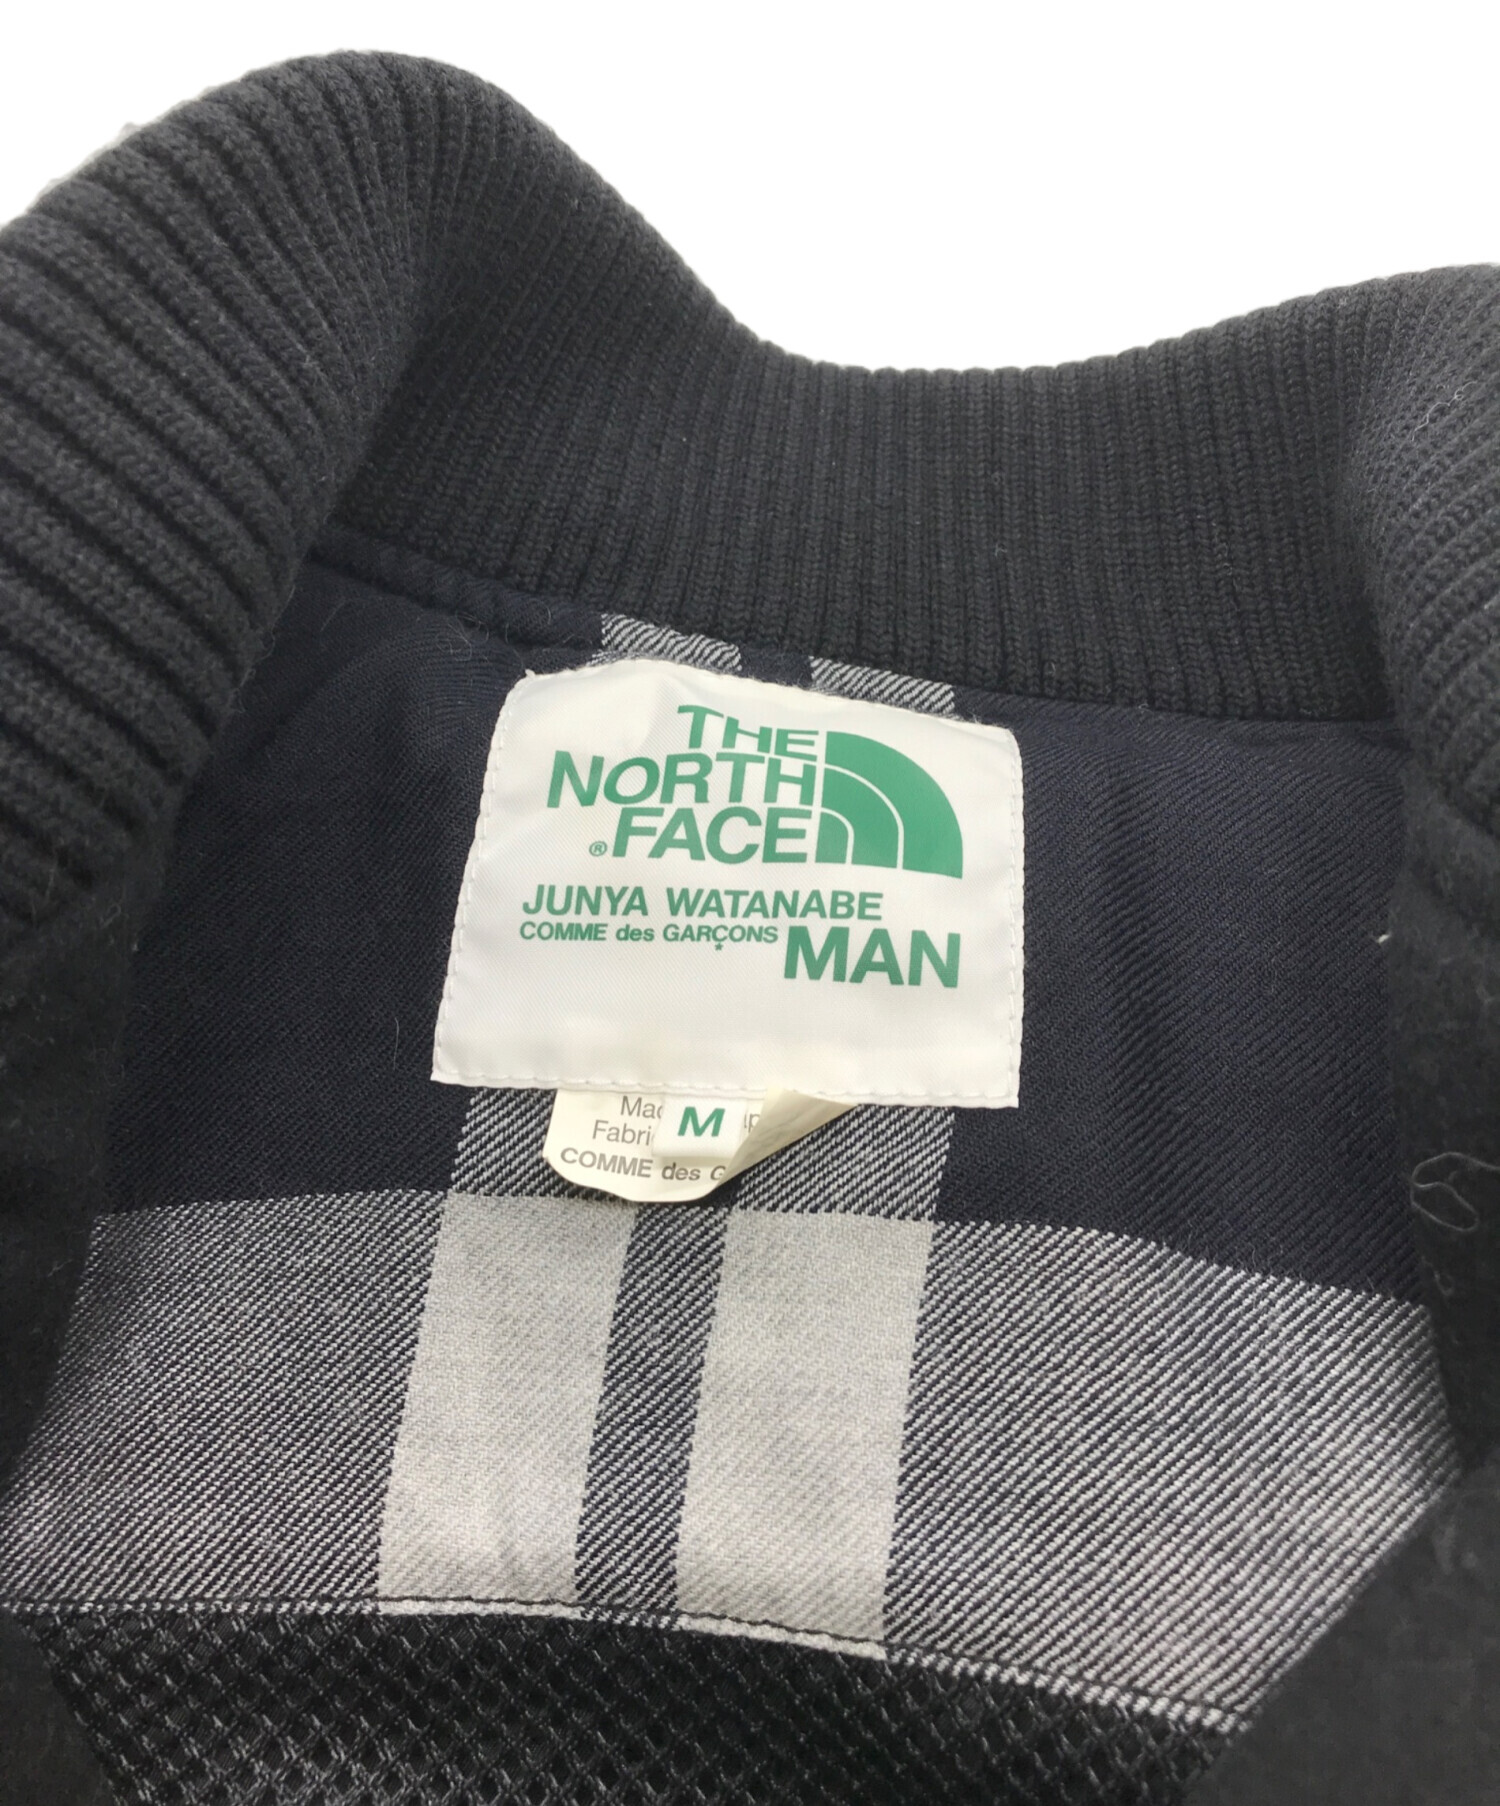 THE
NORTH
®FACE
JUNYA WATANABE
COMME des GARÇONS MAN
M
COMME des